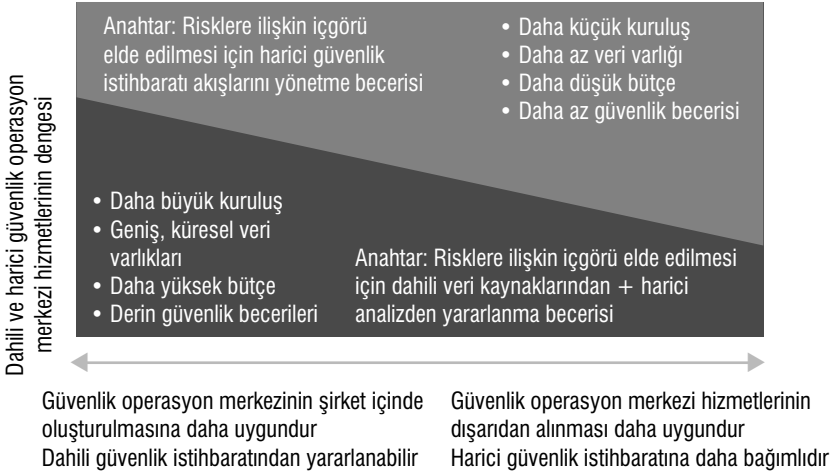 Dahili ve harici güvenlik operasyon
merkezi hizmetlerinin dengesi
Anahtar: Risklere ilişkin içgörü
elde edilmesi için harici güvenlik
istihbaratı akışlarını yönetme becerisi
• Daha küçük kuruluş
• Daha az veri varlığı
• Daha düşük bütçe
• Daha az güvenlik becerisi
• Daha büyük kuruluş
• Geniş, küresel veri
varlıkları
• Daha yüksek bütçe
• Derin güvenlik becerileri
Anahtar: Risklere ilişkin içgörü elde edilmesi
için dahili veri kaynaklarından + harici
analizden yararlanma becerisi
Güvenlik operasyon merkezinin şirket içinde
oluşturulmasına daha uygundur
Dahili güvenlik istihbaratından yararlanabilir
Güvenlik operasyon merkezi hizmetlerinin
dışarıdan alınması daha uygundur
Harici güvenlik istihbaratına daha bağımlıdır